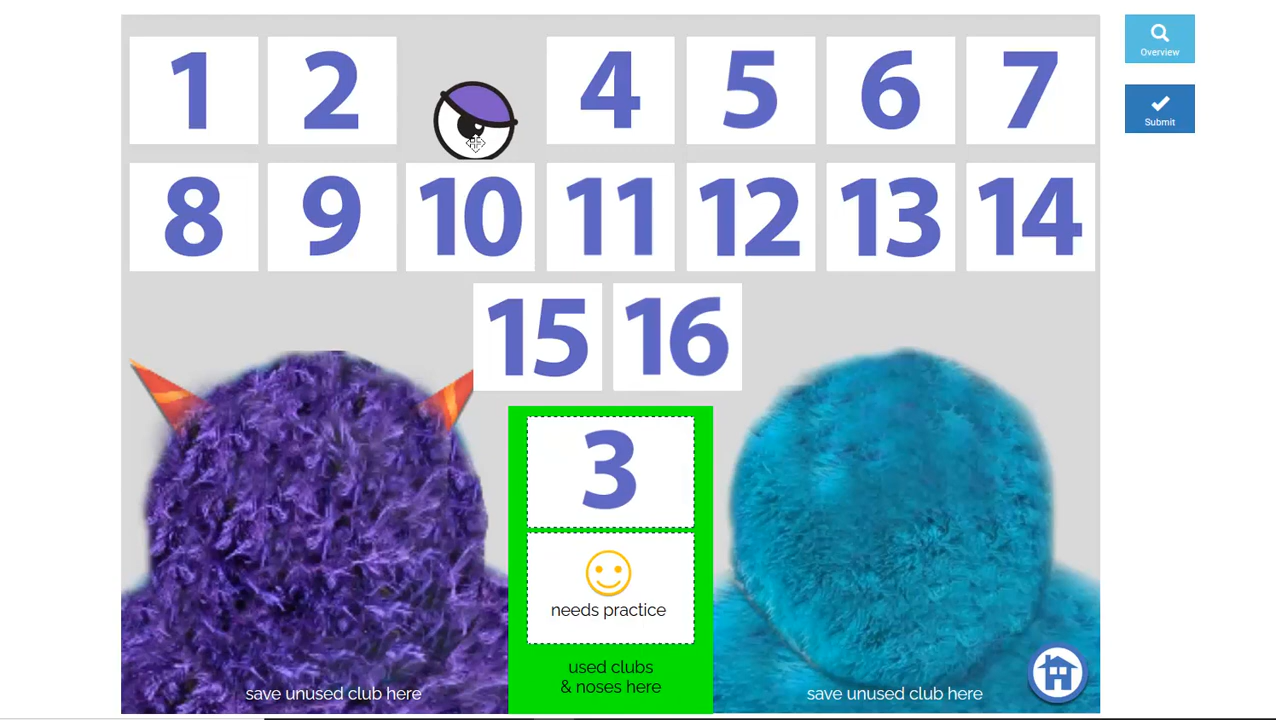 1 2 4 5 6 7
8 9 10 11 12 13 14
15 16
3
needs practice
used clubs
& noses here
save unused club here
save unused club here
Overview
Submit